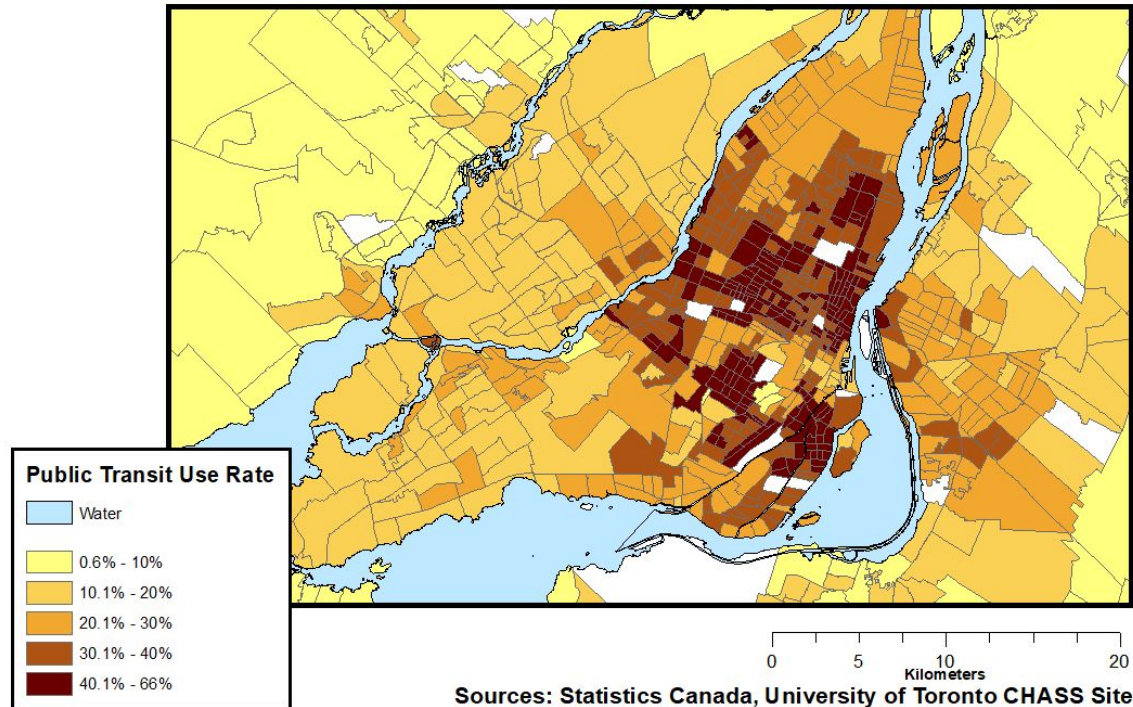 Public Transit Use Rate
Water
0.6% - 10%
10.1% - 20%
20.1% - 30%
30.1% - 40%
40.1% - 66%
0 5 10 20
Kilometers
Sources: Statistics Canada, University of Toronto CHASS Site